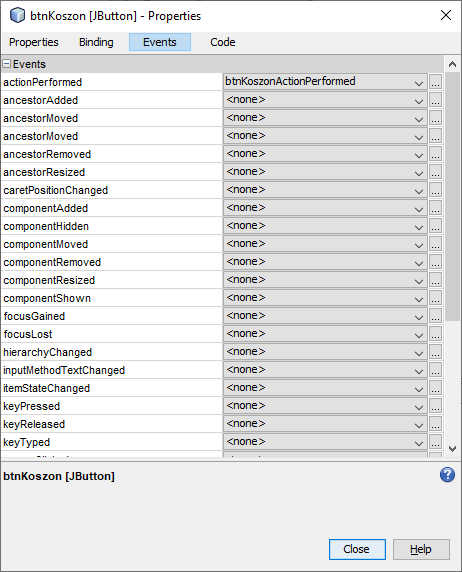 btnKoszon [JButton] - Properties
Properties Binding Events Code
Events
actionPerformed btnKoszonActionPerformed ...
ancestorAdded <none> ...
ancestorMoved <none> ...
ancestorMoved <none> ...
ancestorRemoved <none> ...
ancestorResized <none> ...
caretPositionChanged <none> ...
componentAdded <none> ...
componentHidden <none> ...
componentMoved <none> ...
componentRemoved <none> ...
componentResized <none> ...
componentShown <none> ...
focusGained <none> ...
focusLost <none> ...
hierarchyChanged <none> ...
inputMethodTextChanged <none> ...
itemStateChanged <none> ...
keyPressed <none> ...
keyReleased <none> ...
keyTyped <none> ...
btnKoszon [JButton]
?
Close Help